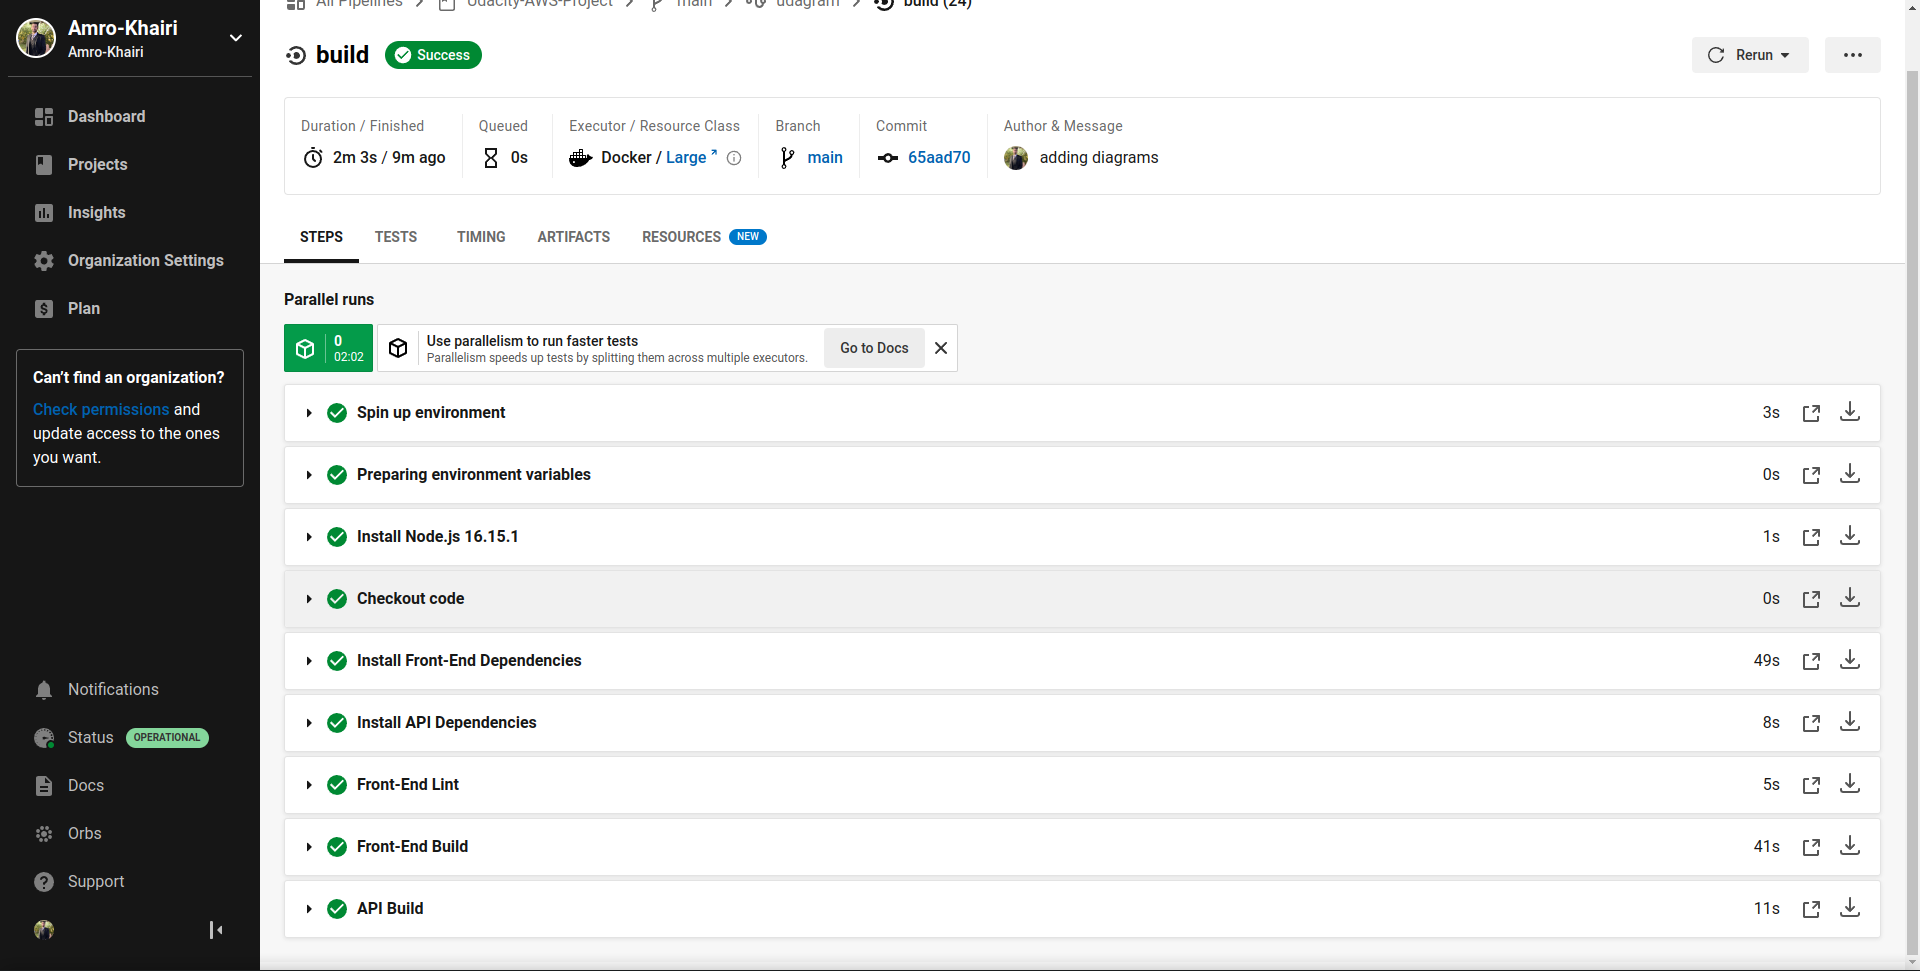 Amro-Khairi
Amro-Khairi
Dashboard
Projects
Insights
Organization Settings
Plan
Can't find an organization?
Check permissions and
update access to the ones
you want.
Notifications
Status OPERATIONAL
Docs
Orbs
Support
All Pipelines Udacity-AWS-Project main udagram build (24)
build Success
Rerun
Duration / Finished
2m 3s / 9m ago
Queued
0s
Executor / Resource Class
Docker / Large
Branch
main
Commit
65aad70
Author & Message
adding diagrams
STEPS TESTS TIMING ARTIFACTS RESOURCES NEW
Parallel runs
0
02:02
Use parallelism to run faster tests
Parallelism speeds up tests by splitting them across multiple executors.
Go to Docs
Spin up environment 3s
Preparing environment variables 0s
Install Node.js 16.15.1 1s
Checkout code 0s
Install Front-End Dependencies 49s
Install API Dependencies 8s
Front-End Lint 5s
Front-End Build 41s
API Build 11s